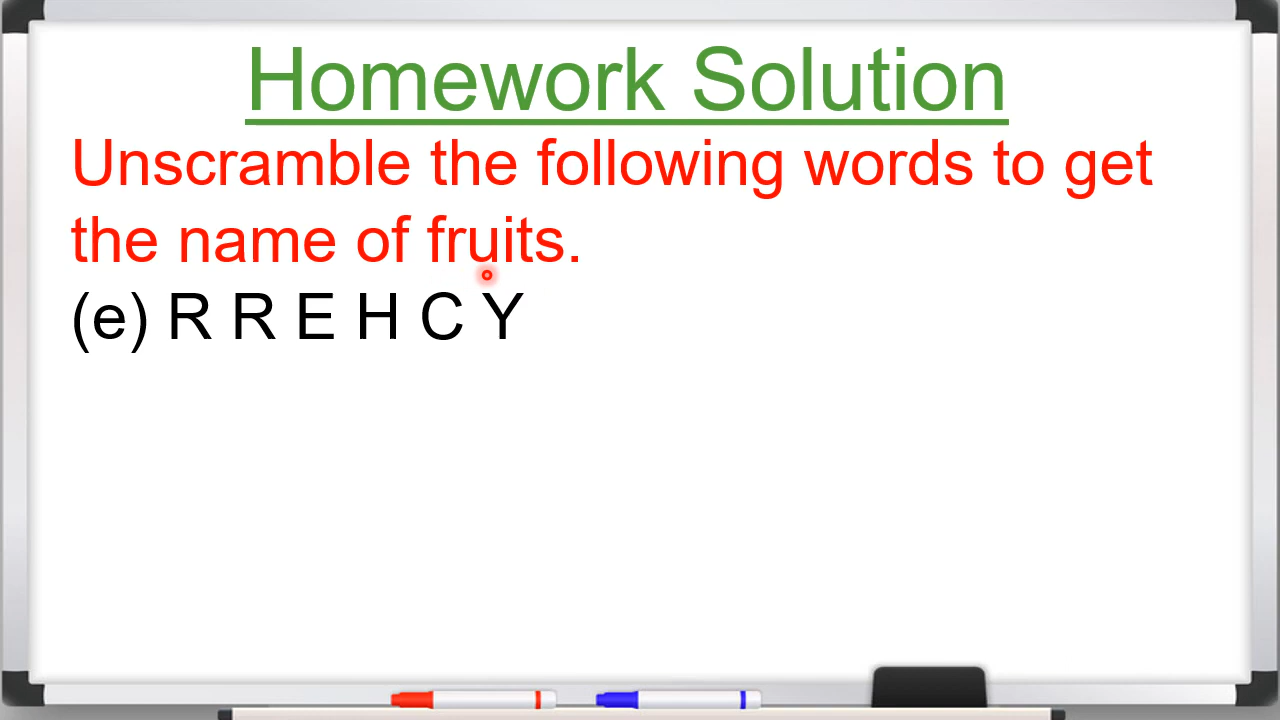 Homework Solution
Unscramble the following words to get
the name of fruits.
(e) R R E H C Y